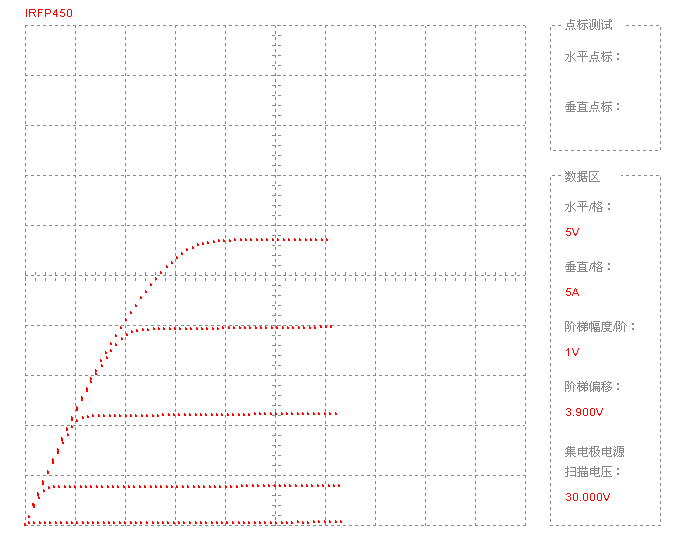 IRFP450
点标测试
水平点标：
垂直点标：
数据区
水平/格：
5V
垂直/格：
5A
阶梯幅度/阶：
1V
阶梯偏移：
3.900V
集电极电源
扫描电压：
30.000V